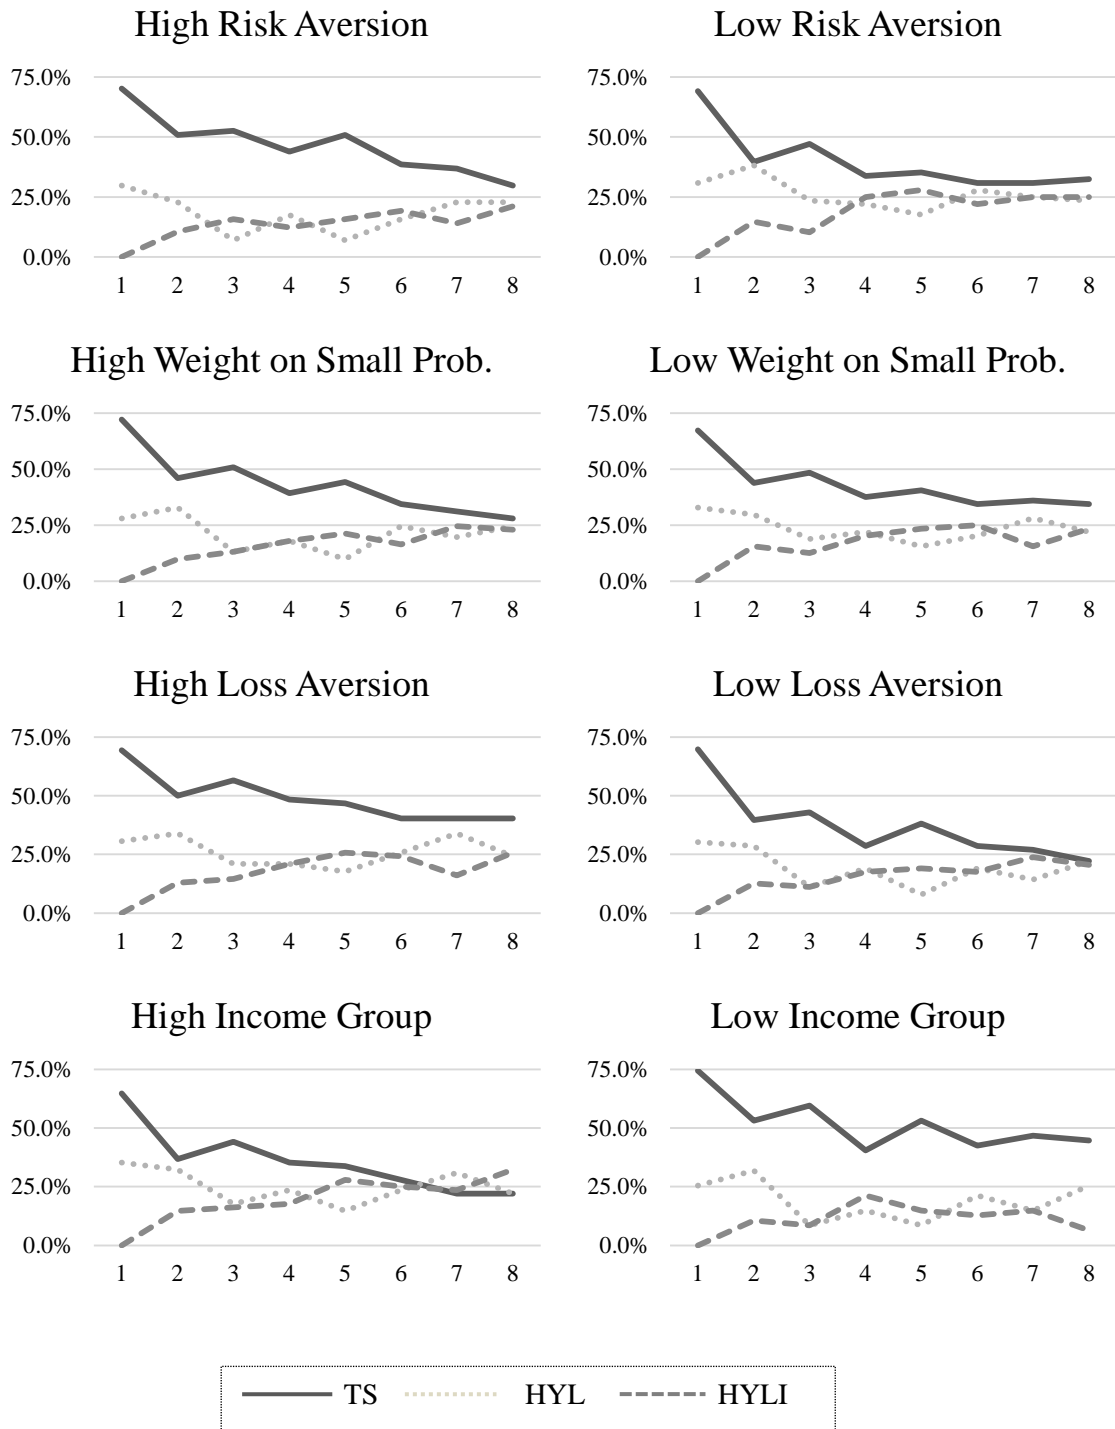 High Risk Aversion
Low Risk Aversion
75.0%
50.0%
25.0%
0.0%
1 2 3 4 5 6 7 8
75.0%
50.0%
25.0%
0.0%
1 2 3 4 5 6 7 8
High Weight on Small Prob.
Low Weight on Small Prob.
75.0%
50.0%
25.0%
0.0%
1 2 3 4 5 6 7 8
75.0%
50.0%
25.0%
0.0%
1 2 3 4 5 6 7 8
High Loss Aversion
Low Loss Aversion
75.0%
50.0%
25.0%
0.0%
1 2 3 4 5 6 7 8
75.0%
50.0%
25.0%
0.0%
1 2 3 4 5 6 7 8
High Income Group
Low Income Group
75.0%
50.0%
25.0%
0.0%
1 2 3 4 5 6 7 8
75.0%
50.0%
25.0%
0.0%
1 2 3 4 5 6 7 8
TS HYL HYLI